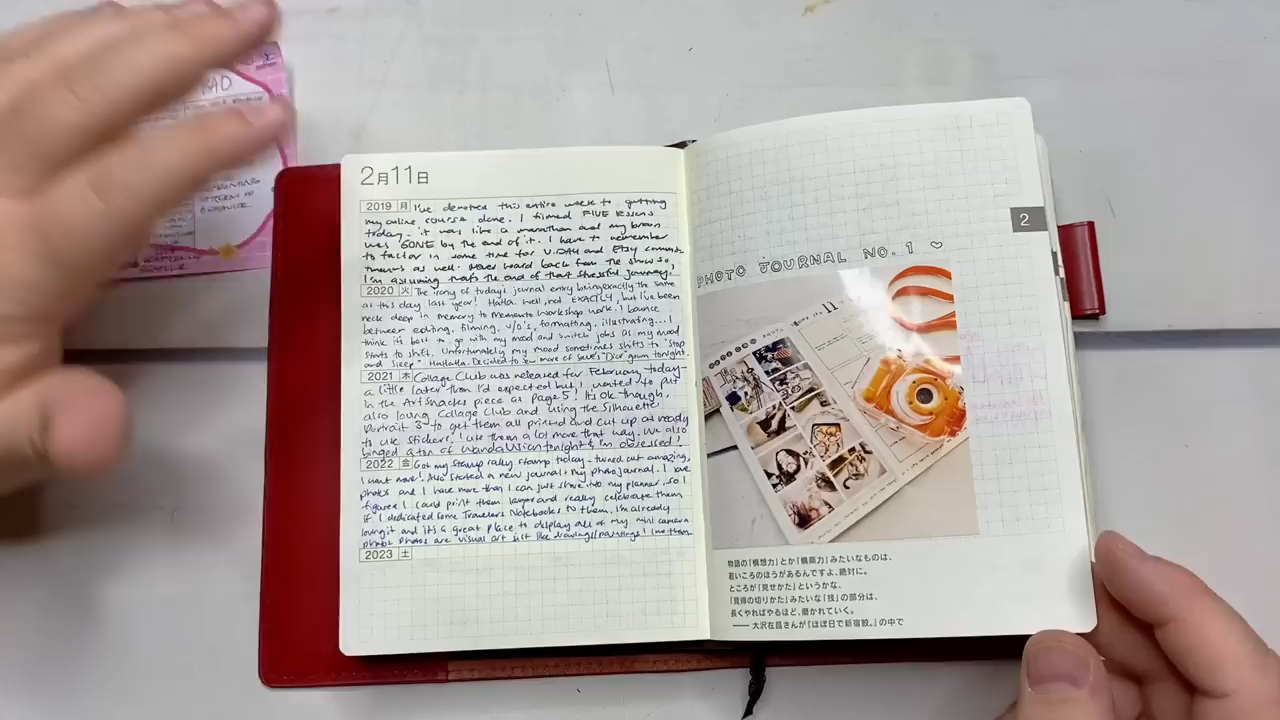 BAD
2月11日
2019 月 I've devoted this entire week to getting
my online course done. I filmed FIVE lessons
today - it was like a marathon and my brain
was GONE by the end of it. I have to remember
to factor in some time for and Etsy
as well. Never heard back from the show so,
I'm assuming that's the end of that stressful journey.
2020 火 The irony of today's journal entry being exactly the same
as this day last year! Haha. Well, not EXACTLY, but I've been
neck deep in Memory to Memento Workshop work. I bounce
between editing, filming, v/o's, formatting, illustrating... I
think it's best to go with my mood and switch jobs as my mood
starts to shift. Unfortunately my mood sometimes shifts to "stop
and sleep" Hahaha. Decided to buy more of tonight.
2021 木 Collage Club was released for February today -
a little later than I'd expected but I wanted to put
in the ArtSnacks piece as page 5! It's ok though,
also loving Collage Club and using the Silhouette
Portrait 3 to get them all printed and cut up as ready
to use stickers! I use them a lot more that way. We also
binged a ton of WandaVision tonight & I'm obsessed!
2022 金 Got my stamp rally stamp today - turned out amazing,
I want more! Also started a new journal: my photo journal. I love
photos and I have more than I can just shove into my planner, so I
figured I could print them larger and really celebrate them
if I dedicated some Travelers Notebooks to them. I'm already
loving it and it's a great place to display all of my mini camera
photos. Photos are visual art just like drawings/paintings! I love them.
2023 土
2
PHOTO JOURNAL NO. 1 ♡
11
物語の「構想力」とか「構築力」みたいなものは、
若いころのほうがあるんですよ、絶対に。
ところが「見せかた」というかな、
「見得の切りかた」みたいな「技」の部分は、
長くやればやるほど、磨かれていく。
── 大沢在昌さんが『ほぼ日で新宿鮫。』の中で